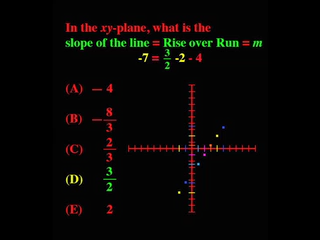 In the xy-plane, what is the
slope of the line = Rise over Run = m
-7 = 3/2 -2 - 4
(A) — 4
(B) — 8/3
(C) 2/3
(D) 3/2
(E) 2